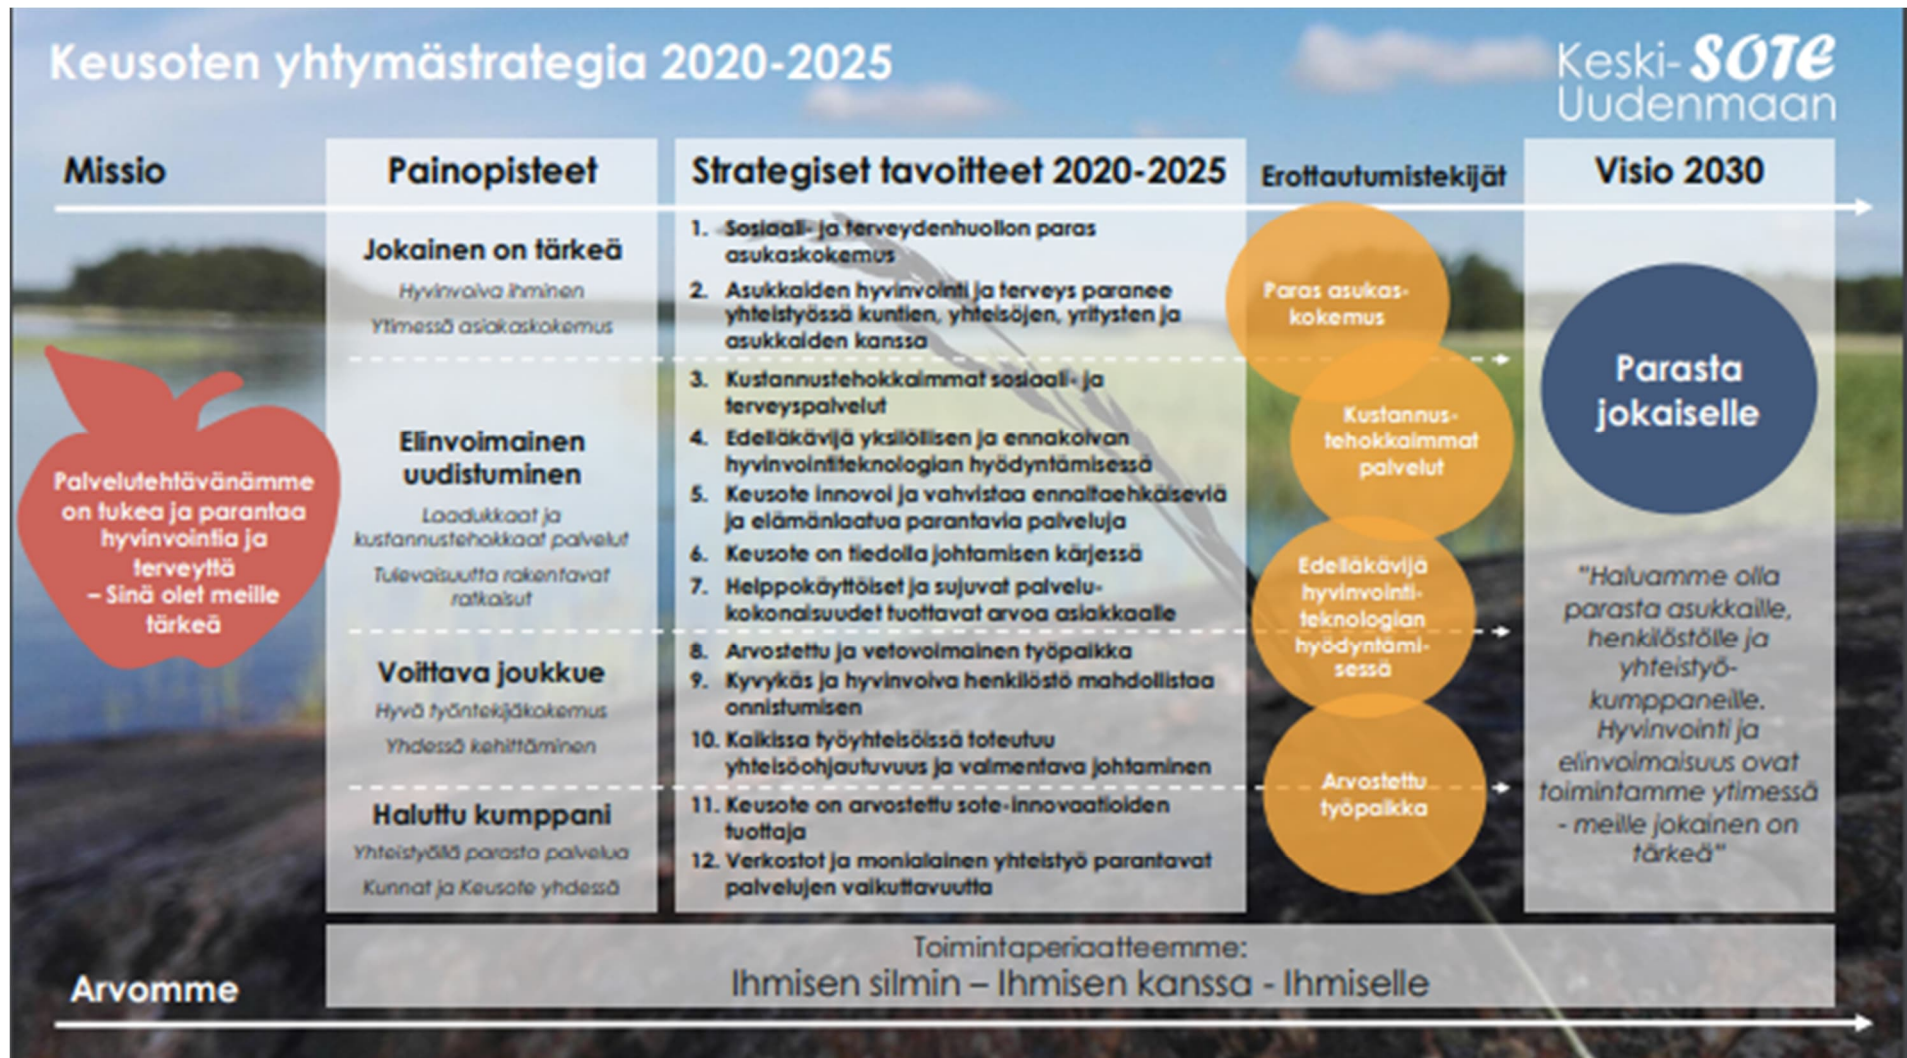 Keusoten yhtymästrategia 2020-2025
Keski-SOTE
Uudenmaan
Missio
Palvelutehtävänämme
on tukea ja parantaa
hyvinvointia ja
terveyttä
– Sinä olet meille
tärkeä
Painopisteet
Jokainen on tärkeä
Hyvinvoiva ihminen
Ytimessä asiakaskokemus
Elinvoimainen
uudistuminen
Laadukkaat ja
kustannustehokkaat palvelut
Tulevaisuutta rakentavat
ratkaisut
Voittava joukkue
Hyvä työntekijäkokemus
Yhdessä kehittäminen
Haluttu kumppani
Yhteistyöllä parasta palvelua
Kunnat ja Keusote yhdessä
Strategiset tavoitteet 2020-2025
1. Sosiaali- ja terveydenhuollon paras
asukaskokemus
2. Asukkaiden hyvinvointi ja terveys paranee
yhteistyössä kuntien, yhteisöjen, yritysten ja
asukkaiden kanssa
3. Kustannustehokkaimmat sosiaali- ja
terveyspalvelut
4. Edelläkävijä yksilöllisen ja ennakoivan
hyvinvointiteknologian hyödyntämisessä
5. Keusote innovoi ja vahvistaa ennaltaehkäiseviä
ja elämänlaatua parantavia palveluja
6. Keusote on tiedolla johtamisen kärjessä
7. Helppokäyttöiset ja sujuvat palvelu-
kokonaisuudet tuottavat arvoa asiakkaalle
8. Arvostettu ja vetovoimainen työpaikka
9. Kyvykäs ja hyvinvoiva henkilöstö mahdollistaa
onnistumisen
10. Kaikissa työyhteisöissä toteutuu
yhteisöohjautuvuus ja valmentava johtaminen
11. Keusote on arvostettu sote-innovaatioiden
tuottaja
12. Verkostot ja monialainen yhteistyö parantavat
palvelujen vaikuttavuutta
Erottautumistekijät
Paras asukas-
kokemus
Kustannus-
tehokkaimmat
palvelut
Edelläkävijä
hyvinvointi-
teknologian
hyödyntämi-
sessä
Arvostettu
työpaikka
Visio 2030
Parasta
jokaiselle
"Haluamme olla
parasta asukkaille,
henkilöstölle ja
yhteistyö-
kumppaneille.
Hyvinvointi ja
elinvoimaisuus ovat
toimintamme ytimessä
- meille jokainen on
tärkeä"
Arvomme
Toimintaperiaatteemme:
Ihmisen silmin – Ihmisen kanssa - Ihmiselle